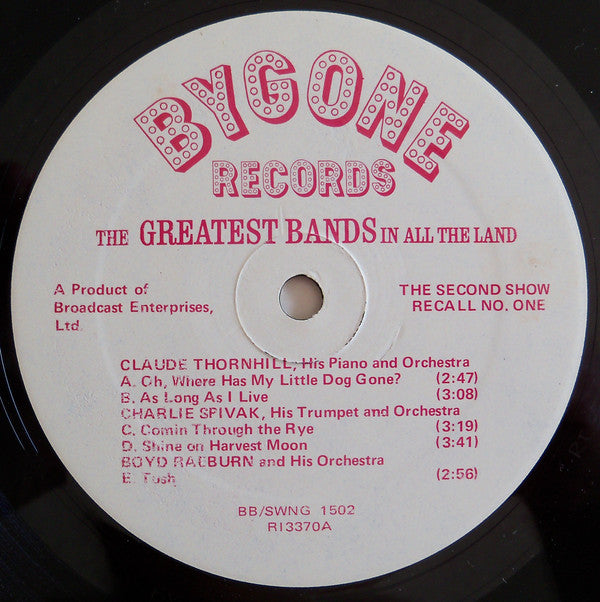 BYGONE
RECORDS
THE GREATEST BANDS IN ALL THE LAND
A Product of
Broadcast Enterprises,
Ltd.
THE SECOND SHOW
RECALL NO. ONE
CLAUDE THORNHILL, His Piano and Orchestra
A. Oh, Where Has My Little Dog Gone? (2:47)
B. As Long As I Live (3:08)
CHARLIE SPIVAK, His Trumpet and Orchestra
C. Comin Through the Rye (3:19)
D. Shine on Harvest Moon (3:41)
BOYD RAEBURN and His Orchestra
E. Tush (2:56)
BB/SWNG 1502
RI3370A